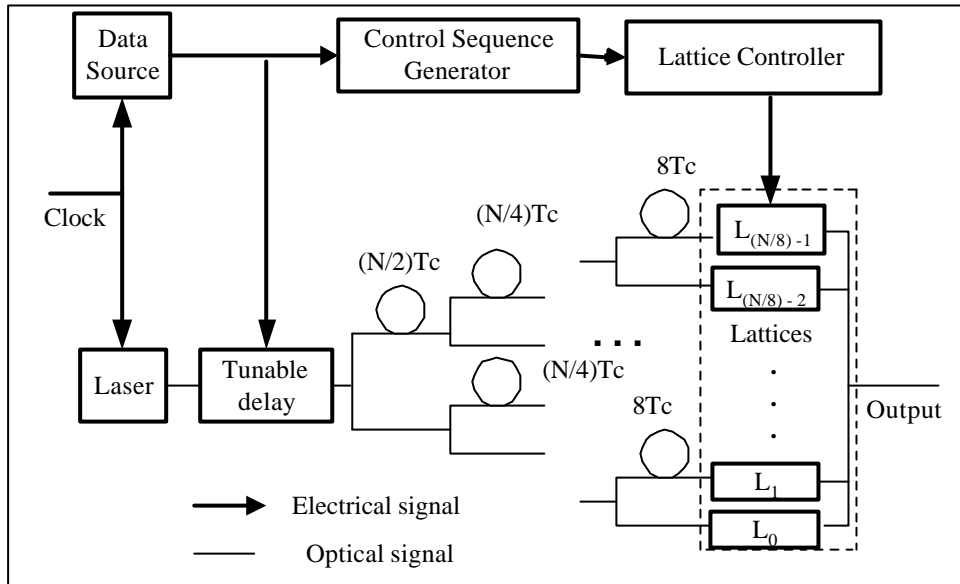 Data
Source
Control Sequence
Generator
Lattice Controller
Clock
8Tc
(N/4)Tc
(N/2)Tc
L(N/8) - 1
L(N/8) - 2
Lattices
. . .
(N/4)Tc
Laser
Tunable
delay
8Tc
.
.
.
Output
L1
L0
Electrical signal
Optical signal